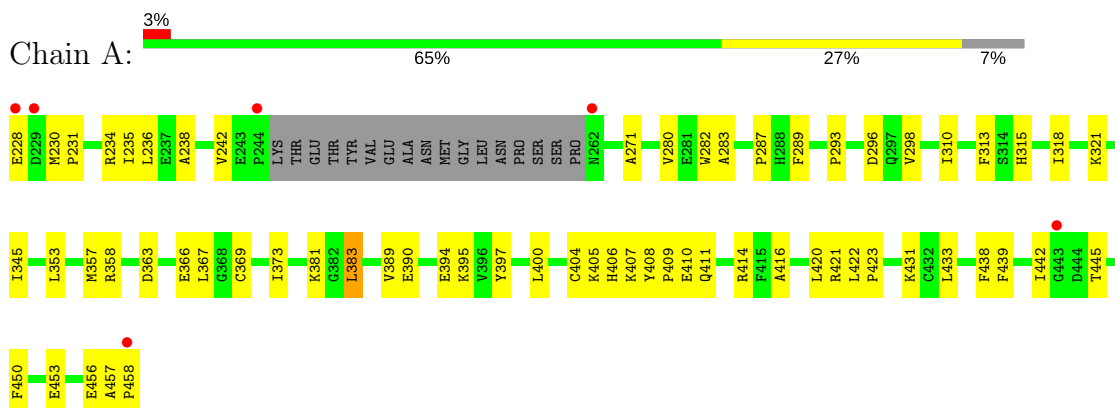 3%
Chain A:
65% 27% 7%
E228 D229 M230 P231 R234 I235 L236 E237 A238 V242 E243 P244 LYS THR GLU THR TYR VAL GLU ALA ASN MET GLY LEU ASN PRO SER SER PRO N262 A271 V280 E281 W282 A283 P287 H288 F289 P293 D296 Q297 V298 I310 F313 S314 H315 I318 K321
I345 L353 M357 R358 D363 E366 L367 G368 C369 I373 K381 G382 L383 V389 E390 E394 K395 V396 Y397 L400 C404 K405 H406 K407 Y408 P409 E410 Q411 R414 F415 A416 L420 R421 L422 P423 K431 C432 L433 F438 F439 I442 G443 D444 T445
F450 E453 E456 A457 P458